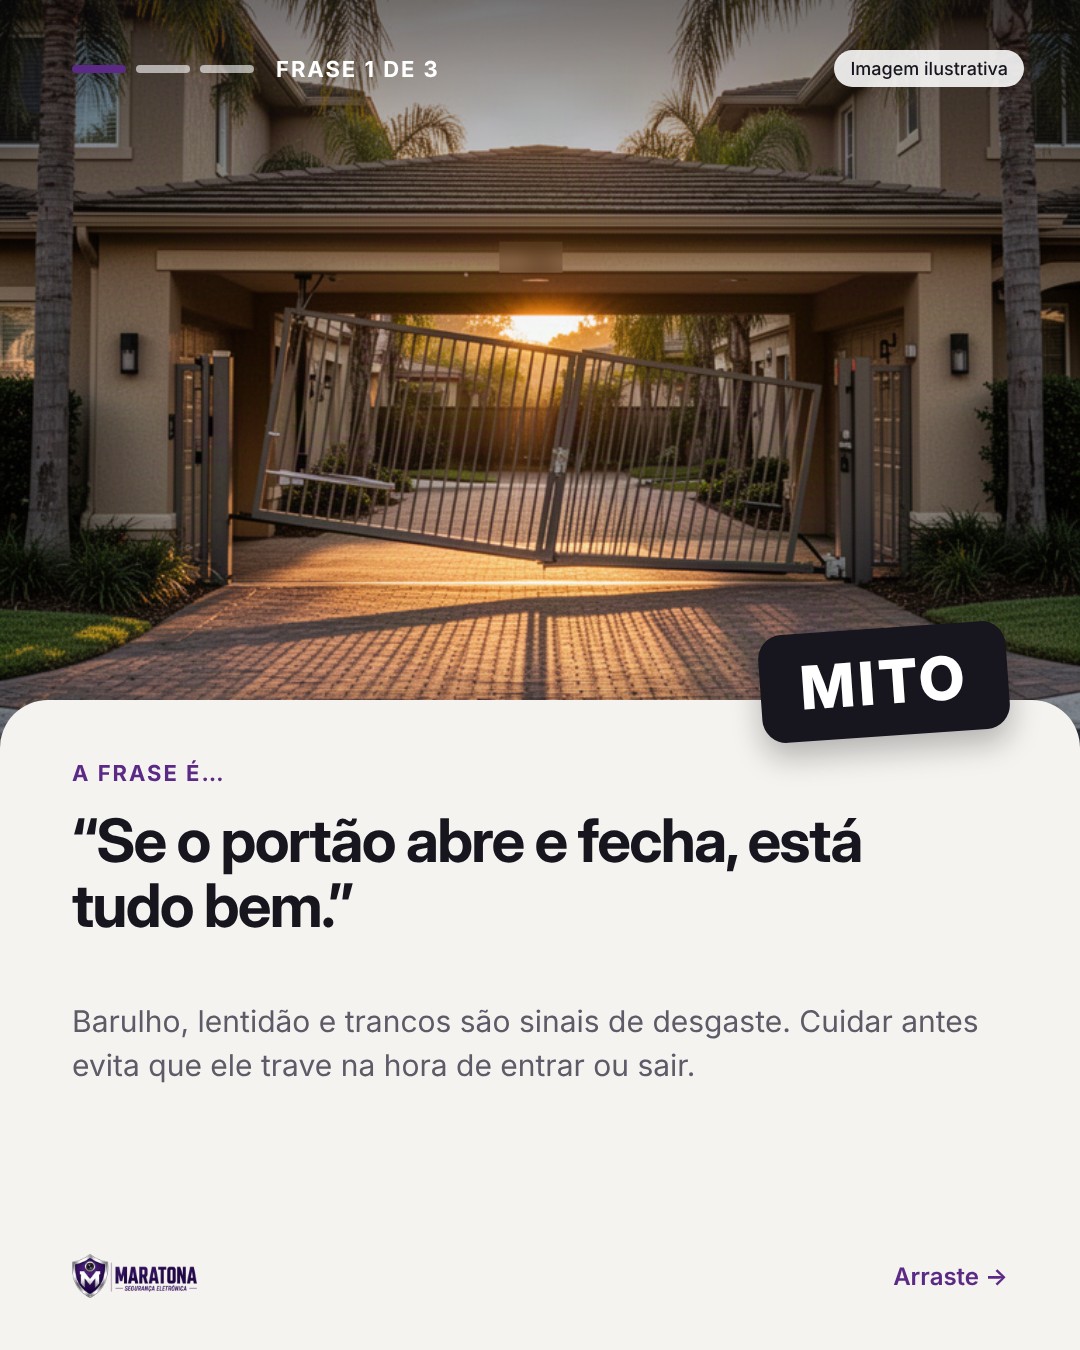 FRASE 1 DE 3
Imagem ilustrativa
MITO
A FRASE É...
“Se o portão abre e fecha, está
tudo bem.”
Barulho, lentidão e trancos são sinais de desgaste. Cuidar antes
evita que ele trave na hora de entrar ou sair.
M MARATONA
SEGURANÇA ELETRÔNICA
Arraste →